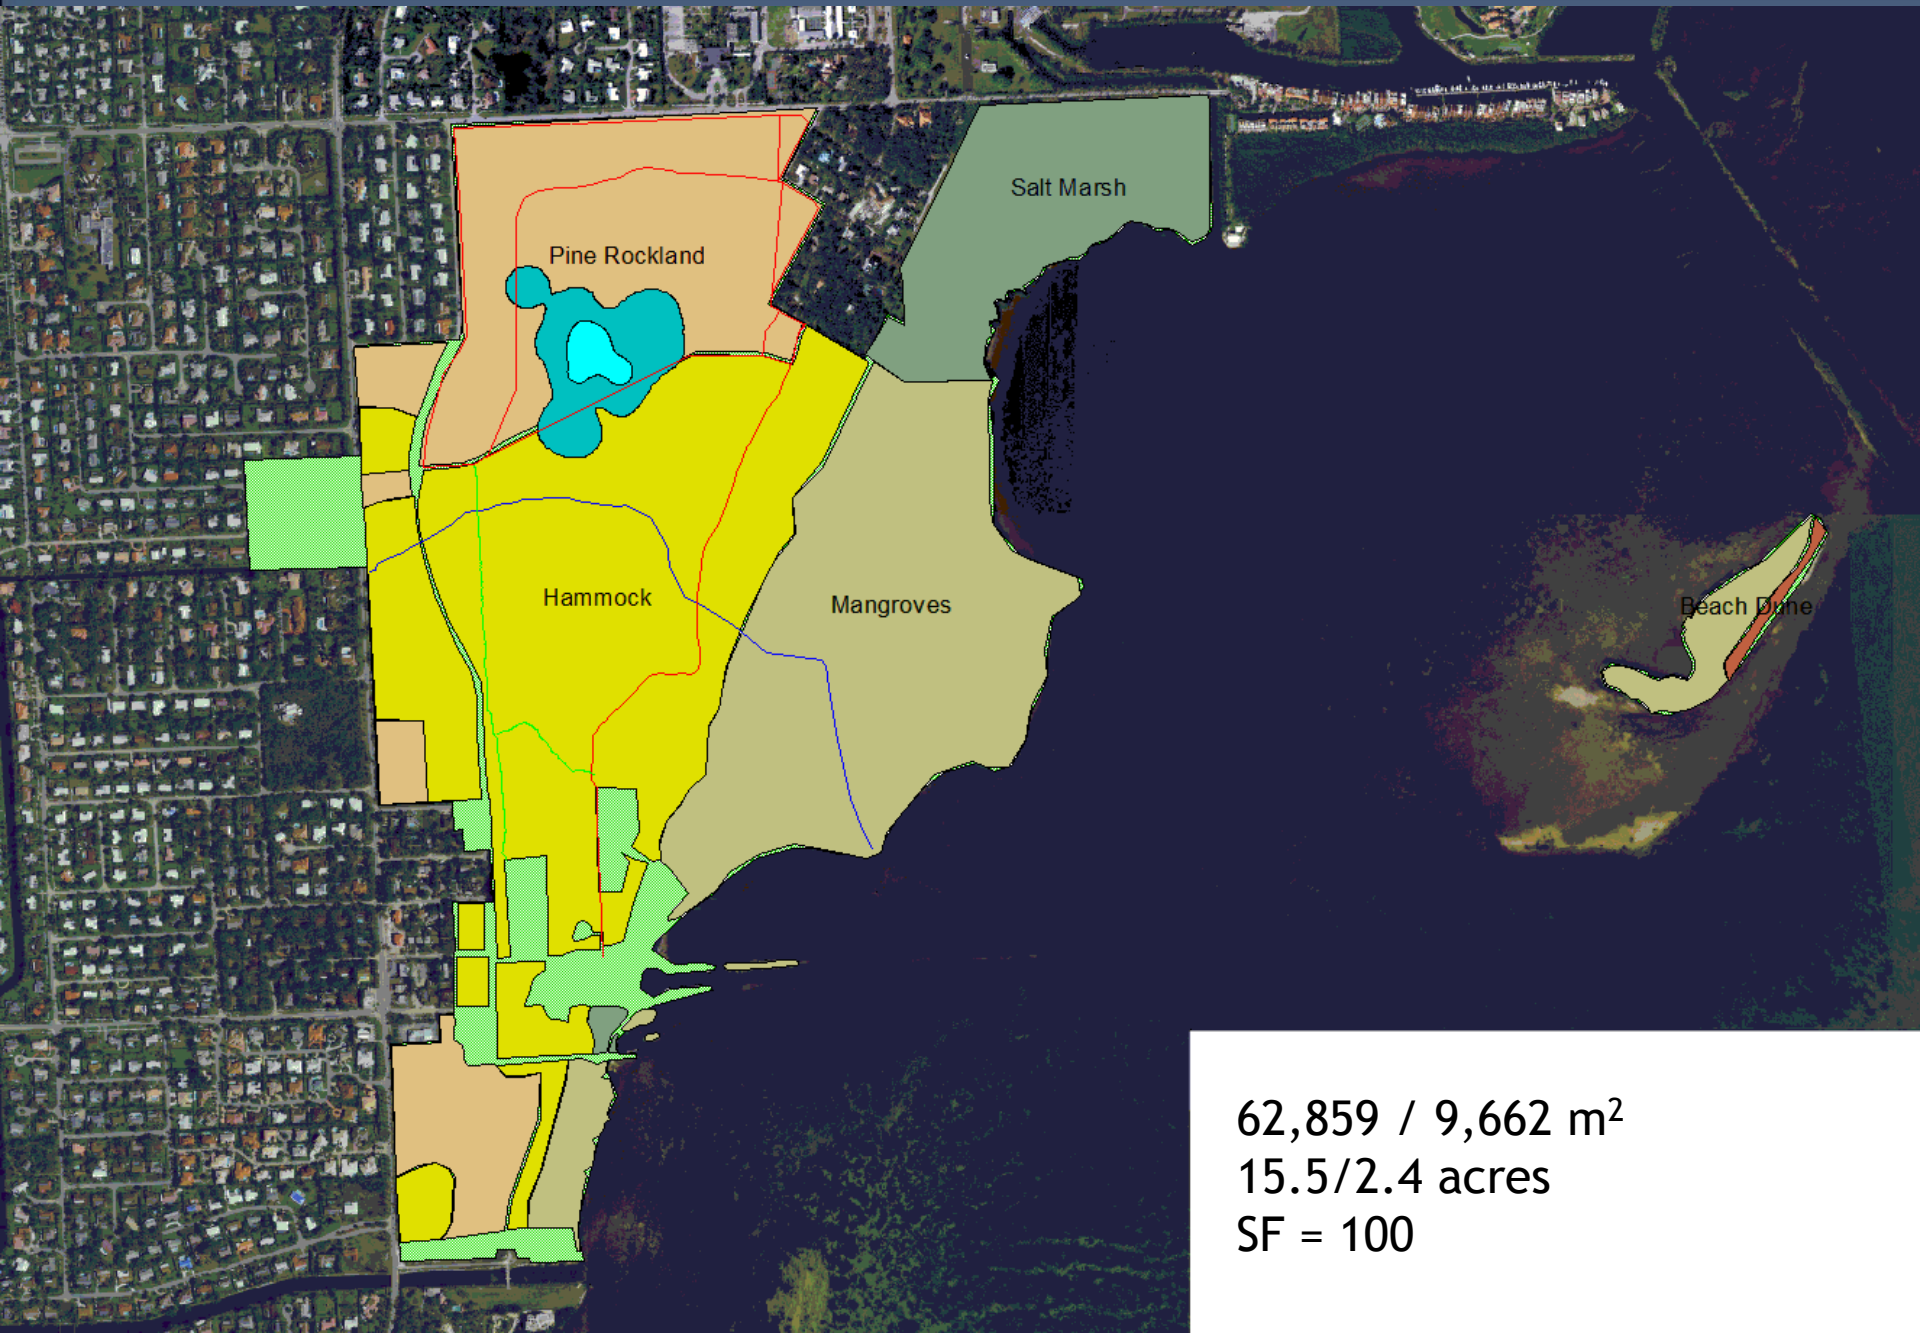 Salt Marsh
Pine Rockland
Hammock
Mangroves
Beach Dune
62,859 / 9,662 m²
15.5/2.4 acres
SF = 100